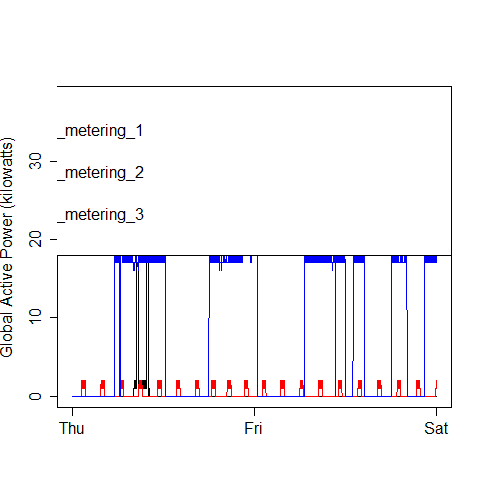 _metering_1
_metering_2
_metering_3
Global Active Power (kilowatts)
30
20
10
0
Thu Fri Sat